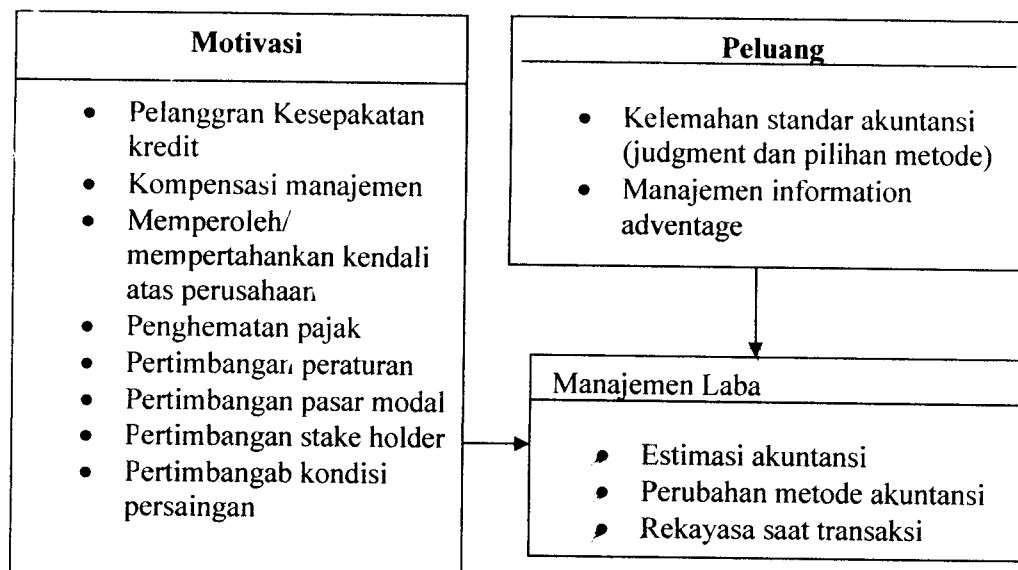 Motivasi
• Pelanggran Kesepakatan
kredit
• Kompensasi manajemen
• Memperoleh/
mempertahankan kendali
atas perusahaan
• Penghematan pajak
• Pertimbangan peraturan
• Pertimbangan pasar modal
• Pertimbangan stake holder
• Pertimbangab kondisi
persaingan
Peluang
• Kelemahan standar akuntansi
(judgment dan pilihan metode)
• Manajemen information
adventage
Manajemen Laba
• Estimasi akuntansi
• Perubahan metode akuntansi
• Rekayasa saat transaksi